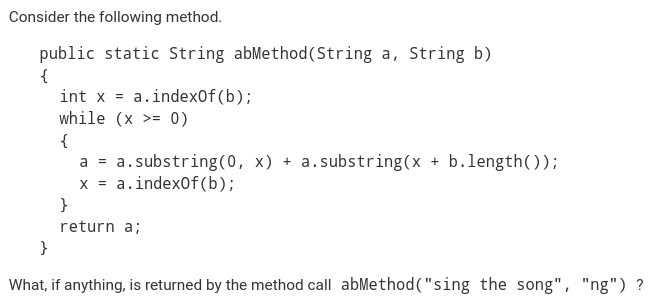 Consider the following method.
public static String abMethod(String a, String b)
{
int x = a.indexOf(b);
while (x >= 0)
{
a = a.substring(0, x) + a.substring(x + b.length());
x = a.indexOf(b);
}
return a;
}
What, if anything, is returned by the method call abMethod("sing the song", "ng") ?